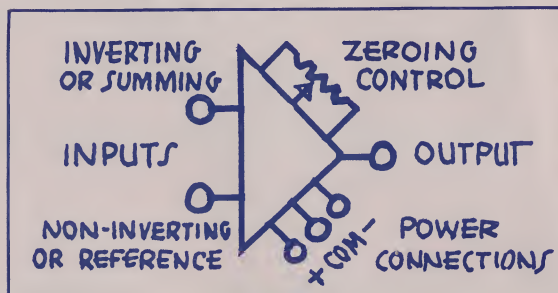 INVERTING
OR SUMMING
ZEROING
CONTROL
INPUTS
OUTPUT
NON-INVERTING
OR REFERENCE
+ COM -
POWER
CONNECTIONS